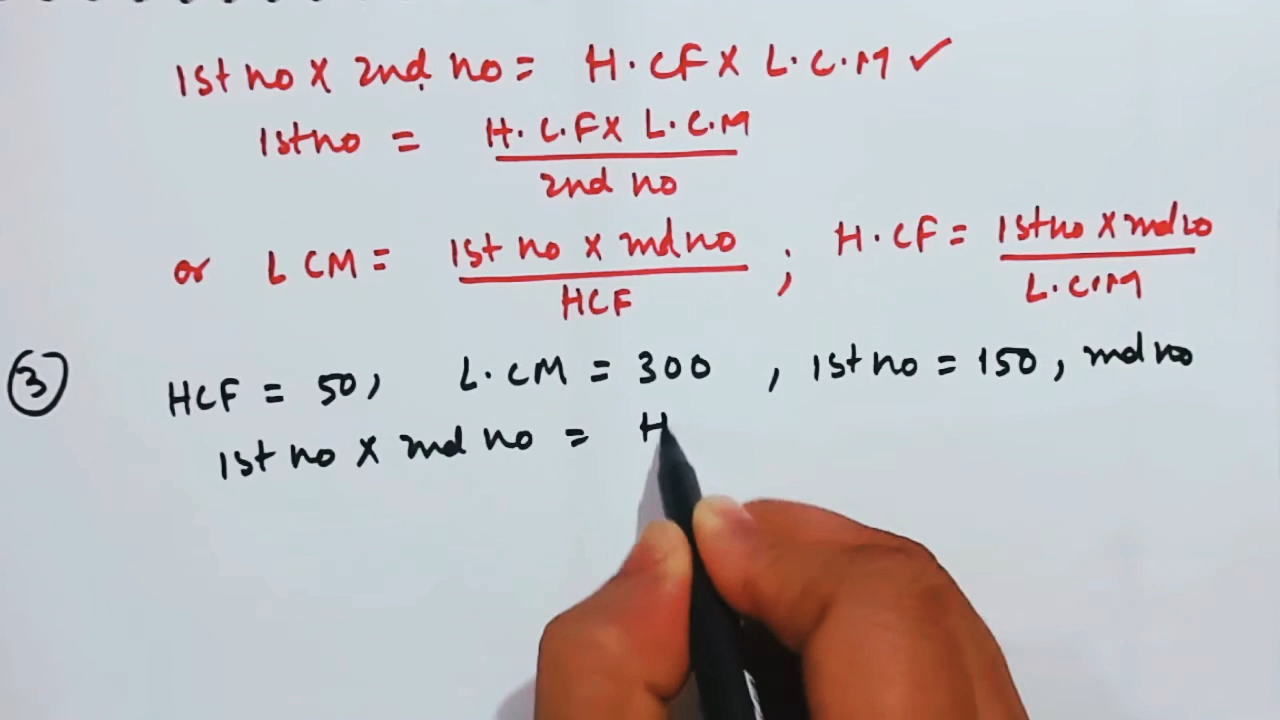 1st no X 2nd no = H.CF X L.C.M ✓
1st no = H.C.F X L.C.M
2nd no
or LCM = 1st no X 2nd no ; H.CF = 1st no X 2nd no
HCF L.C.M
3 HCF = 50, L.CM = 300 , 1st no = 150, 2nd no
1st no X 2nd no = H